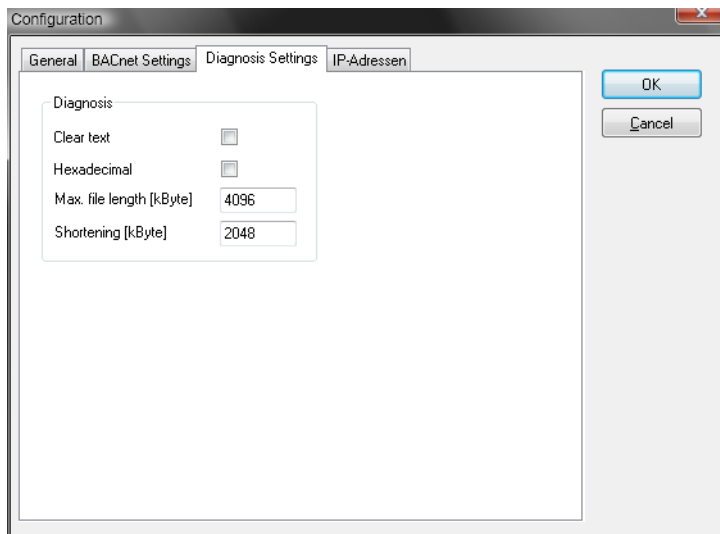 Configuration
General BACnet Settings Diagnosis Settings IP-Adressen
OK
Cancel
Diagnosis
Clear text
Hexadecimal
Max. file length [kByte] 4096
Shortening [kByte] 2048